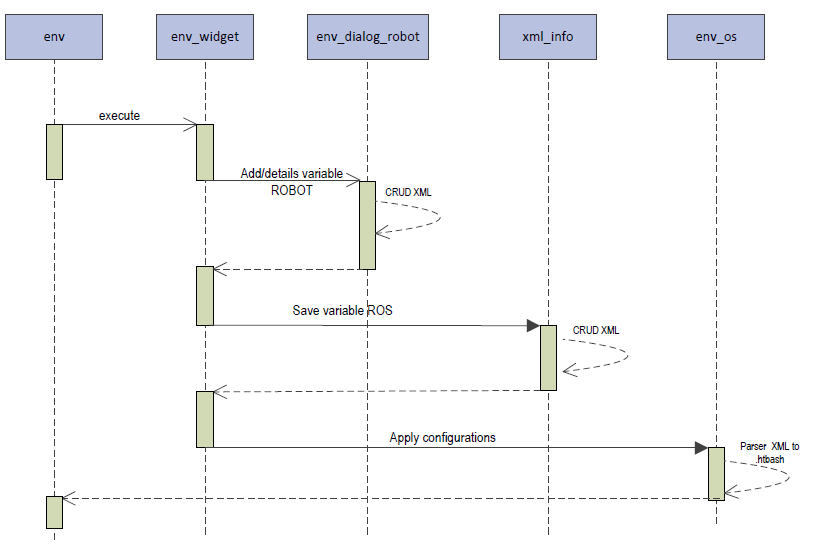 env
env_widget
env_dialog_robot
xml_info
env_os
execute
Add/details variable
ROBOT
CRUD XML
Save variable ROS
CRUD XML
Apply configurations
Parser XML to
.htbash